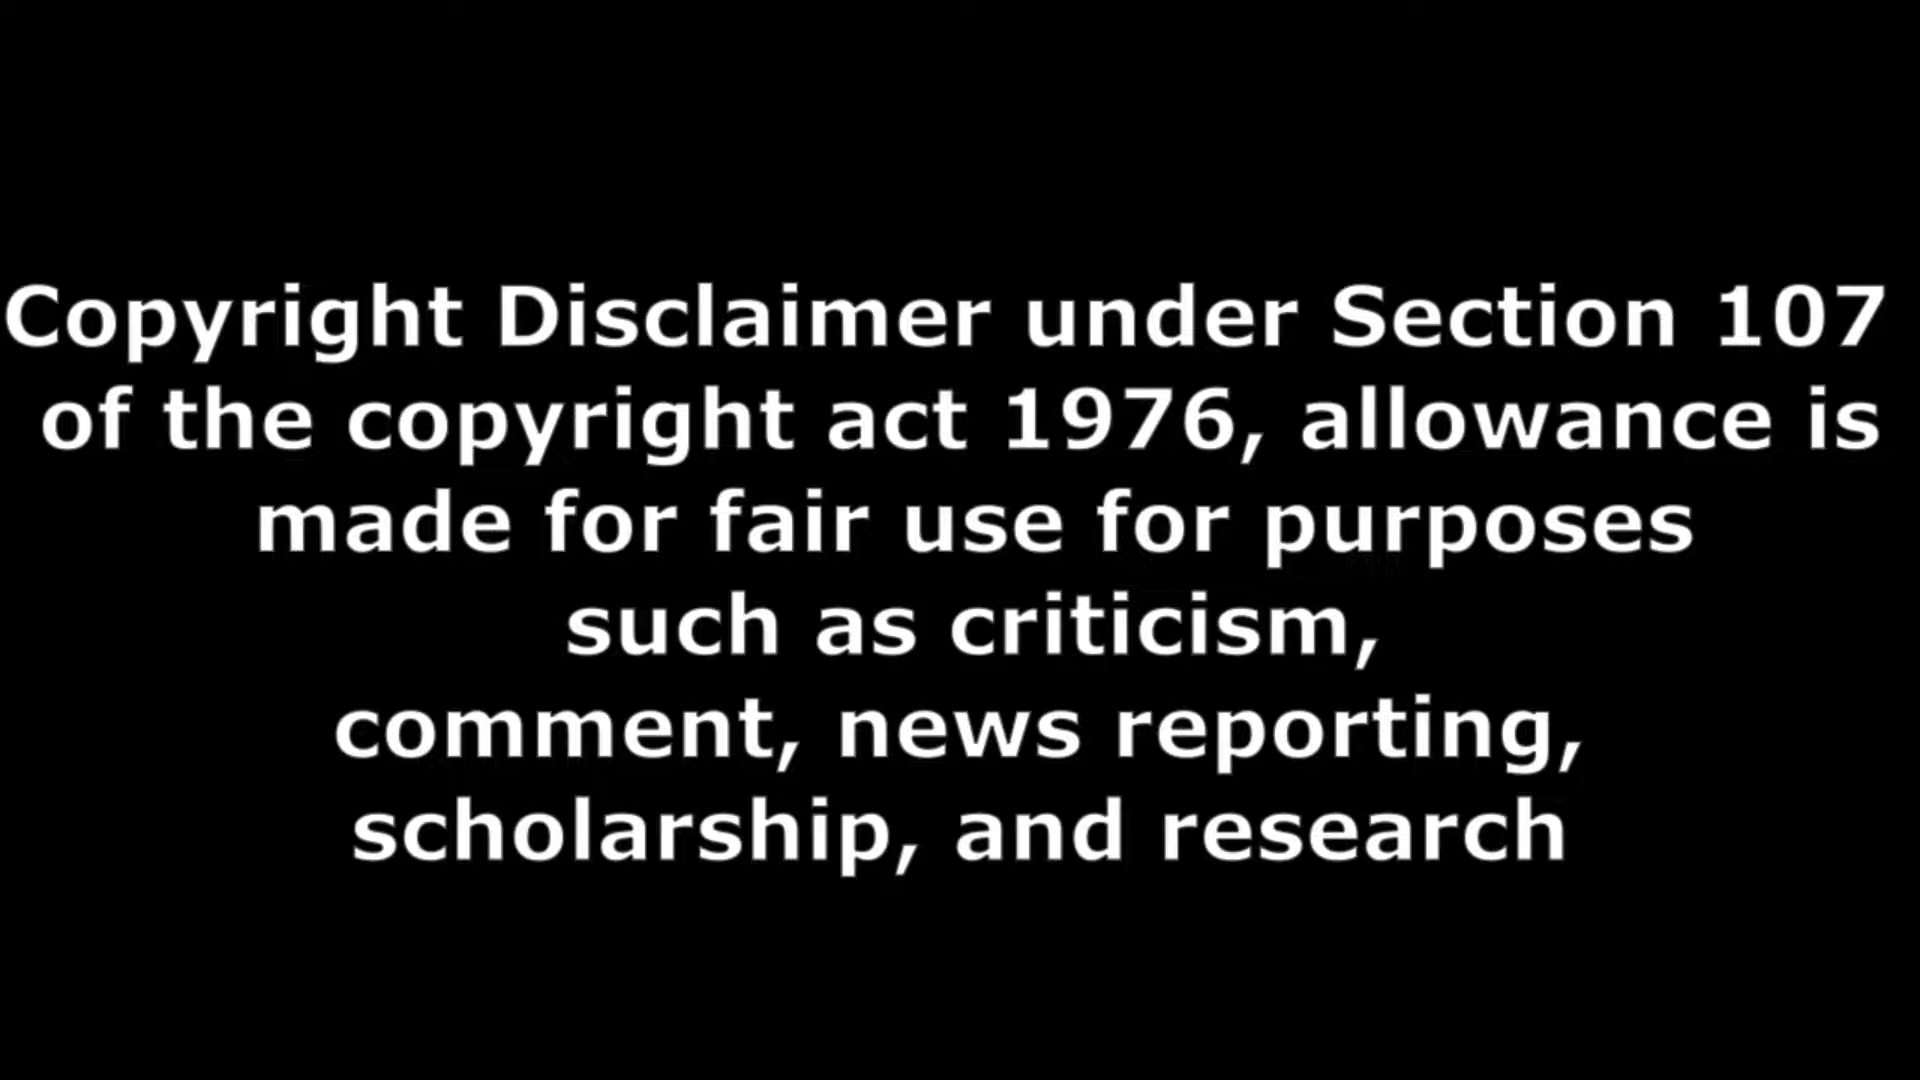 Copyright Disclaimer under Section 107
of the copyright act 1976, allowance is
made for fair use for purposes
such as criticism,
comment, news reporting,
scholarship, and research